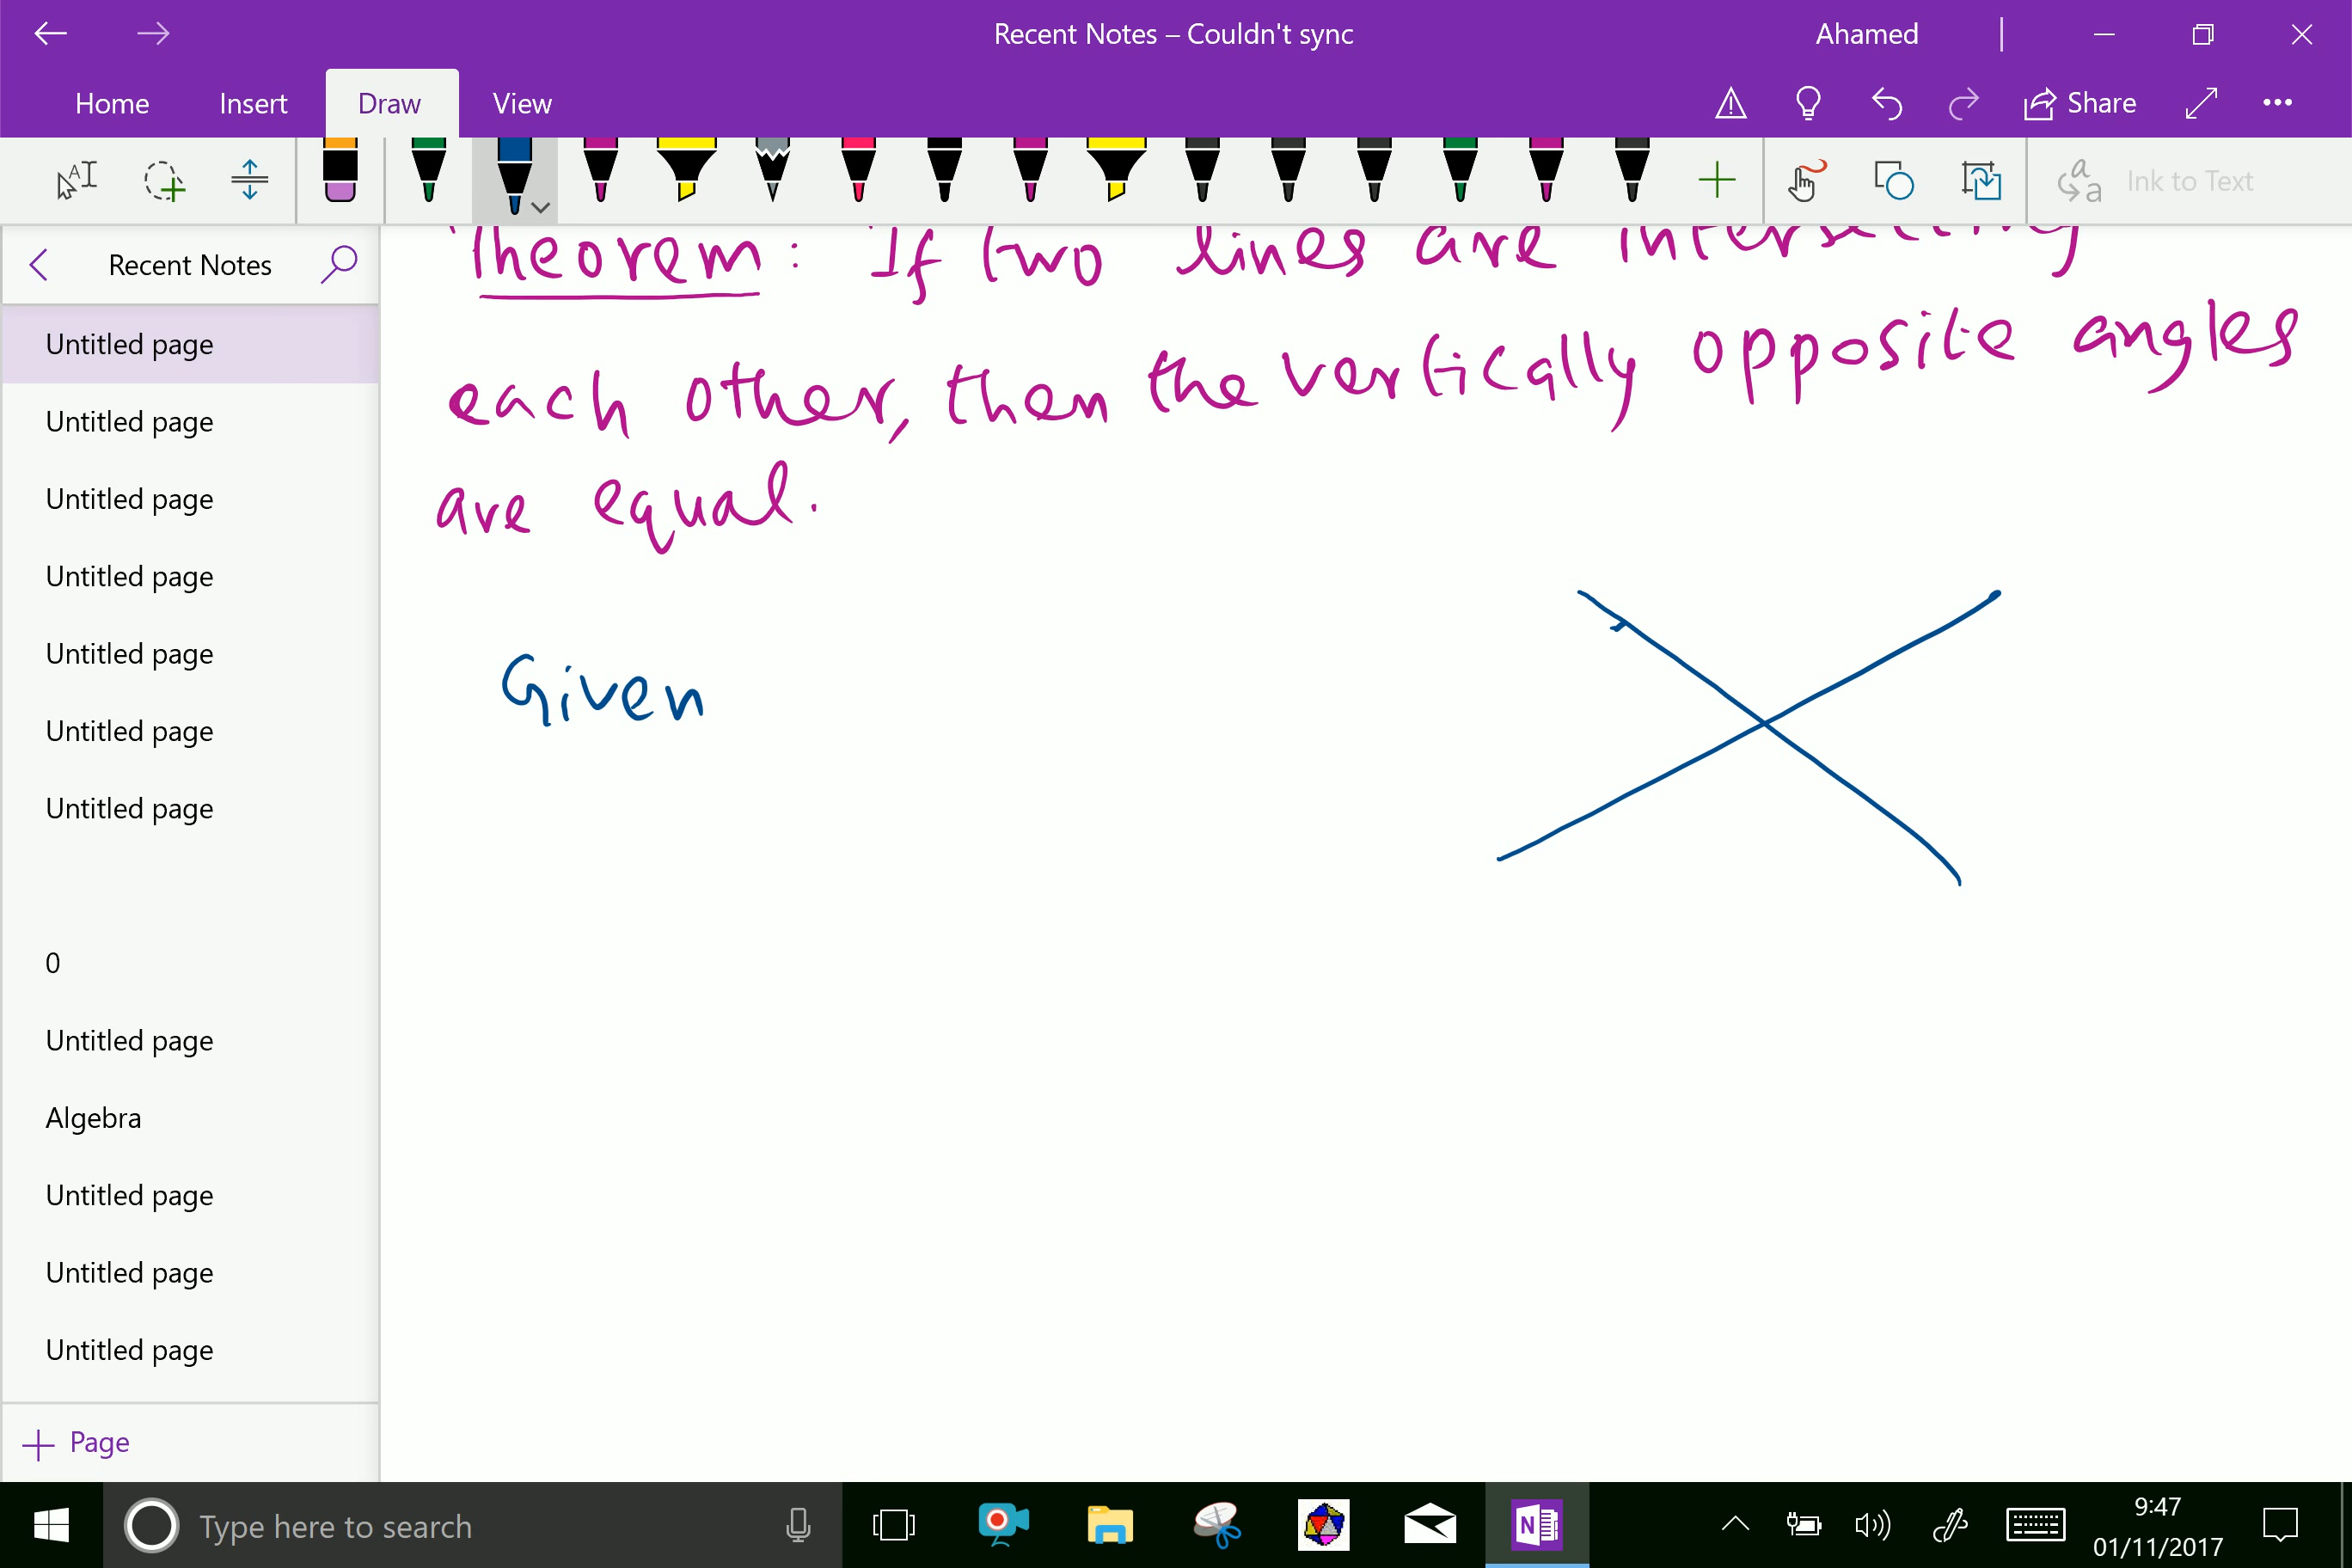 Recent Notes – Couldn't sync
Ahamed
Home Insert Draw View
Share
Ink to Text
Recent Notes
Untitled page
Untitled page
Untitled page
Untitled page
Untitled page
Untitled page
Untitled page
0
Untitled page
Algebra
Untitled page
Untitled page
Untitled page
Page
Theorem: If two lines are intersecting
each other, then the vertically opposite angles
are equal.
Given
Type here to search
9:47
01/11/2017